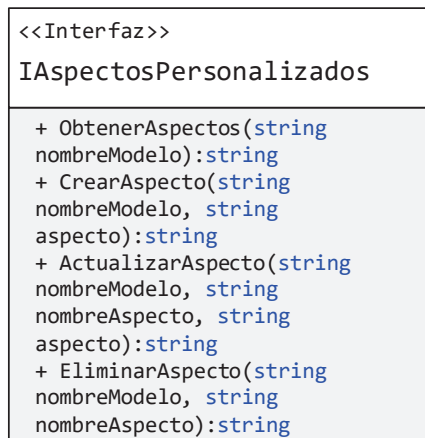 <<Interfaz>>
IAspectosPersonalizados
+ ObtenerAspectos(string
nombreModelo):string
+ CrearAspecto(string
nombreModelo, string
aspecto):string
+ ActualizarAspecto(string
nombreModelo, string
nombreAspecto, string
aspecto):string
+ EliminarAspecto(string
nombreModelo, string
nombreAspecto):string